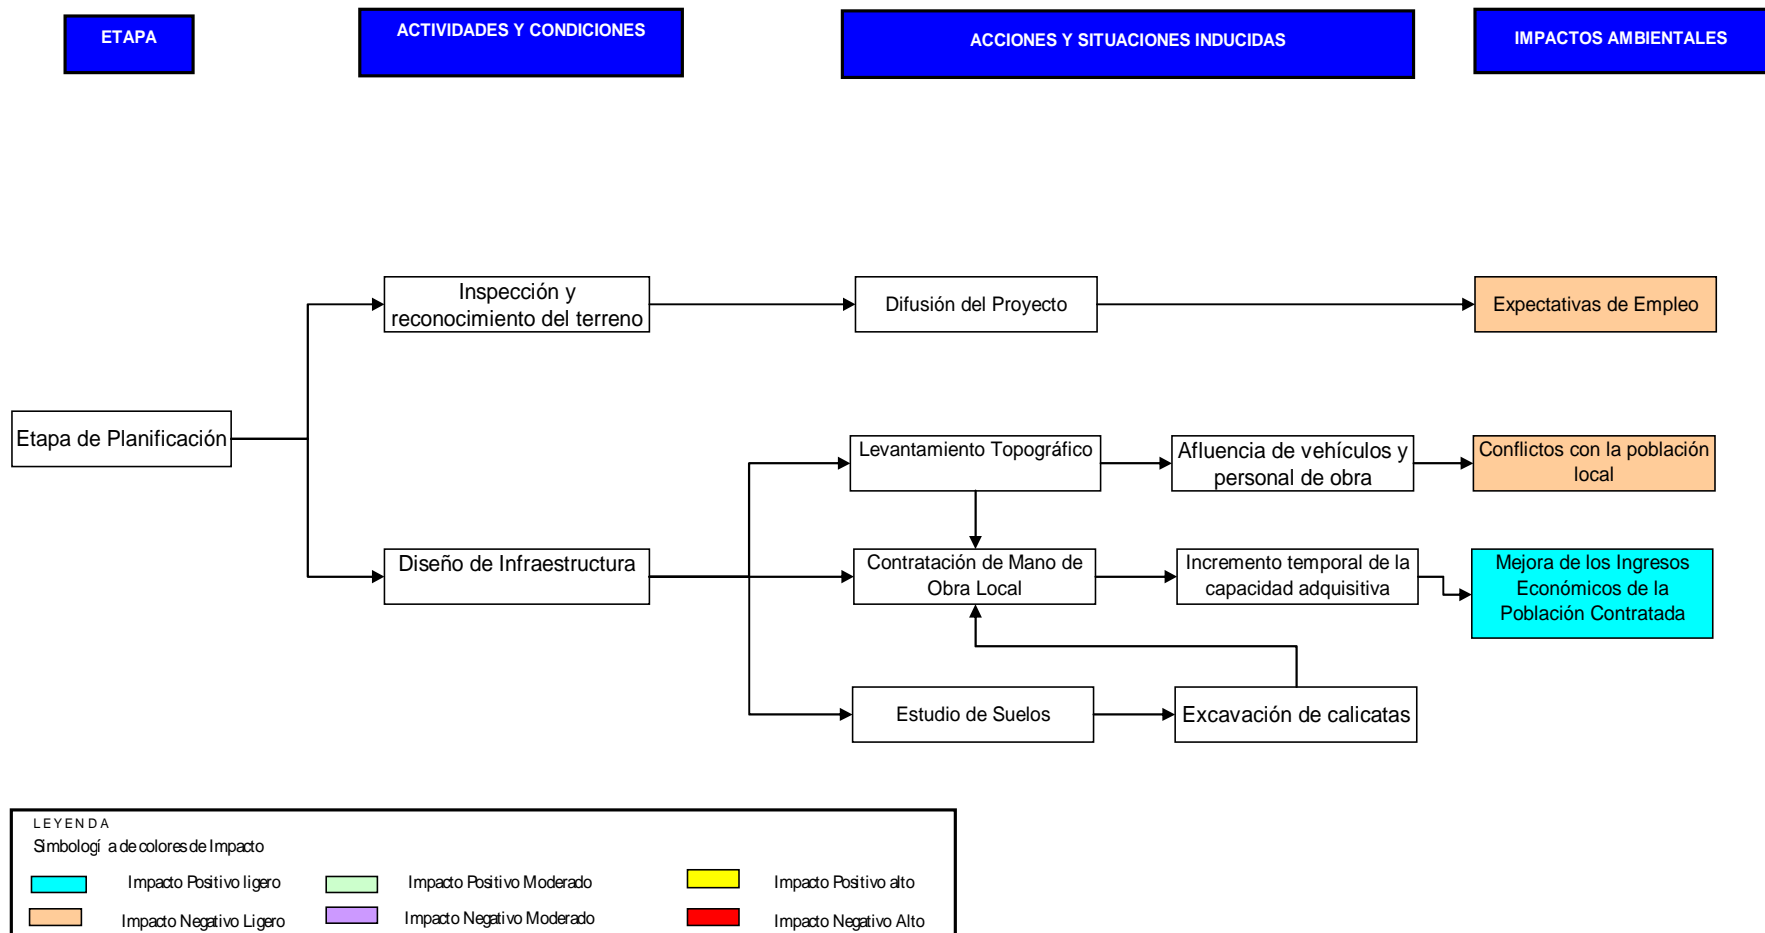 ETAPA
ACTIVIDADES Y CONDICIONES
ACCIONES Y SITUACIONES INDUCIDAS
IMPACTOS AMBIENTALES
Inspección y
reconocimiento del terreno
Difusión del Proyecto
Expectativas de Empleo
Etapa de Planificación
Levantamiento Topográfico
Afluencia de vehículos y
personal de obra
Conflictos con la población
local
Diseño de Infraestructura
Contratación de Mano de
Obra Local
Incremento temporal de la
capacidad adquisitiva
Mejora de los Ingresos
Económicos de la
Población Contratada
Estudio de Suelos
Excavación de calicatas
LEYENDA
Simbología de colores de Impacto
Impacto Positivo ligero
Impacto Positivo Moderado
Impacto Positivo alto
Impacto Negativo Ligero
Impacto Negativo Moderado
Impacto Negativo Alto